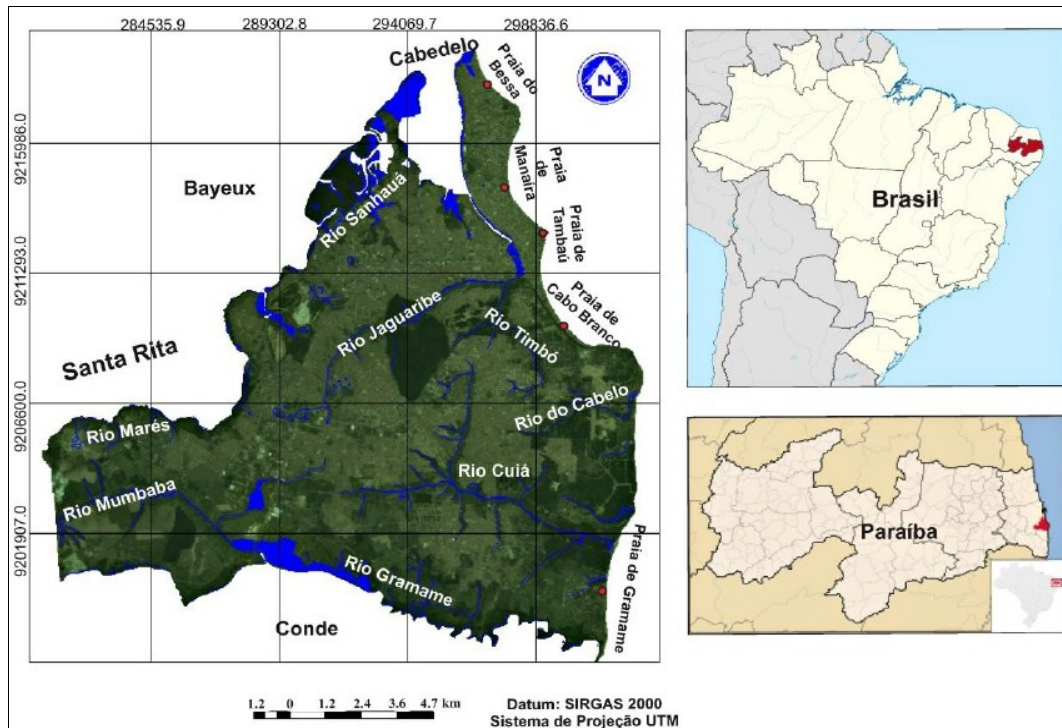 284535.9 289302.8 294069.7 298836.6
Cabedelo
Praia do
Bessa
N
9215986.0
Praia
de
Manaíra
Bayeux
Rio Sanhauá
Praia de
Tambaú
9211293.0
Praia de
Cabo Branco
Rio Jaguaribe
Rio Timbó
Santa Rita
9206600.0
Rio do Cabelo
Rio Marés
Rio Cuiá
Rio Mumbaba
9201907.0
Praia de Gramame
Rio Gramame
Conde
1.2 0 1.2 2.4 3.6 4.7 km
Datum: SIRGAS 2000
Sistema de Projeção UTM
Brasil
Paraíba